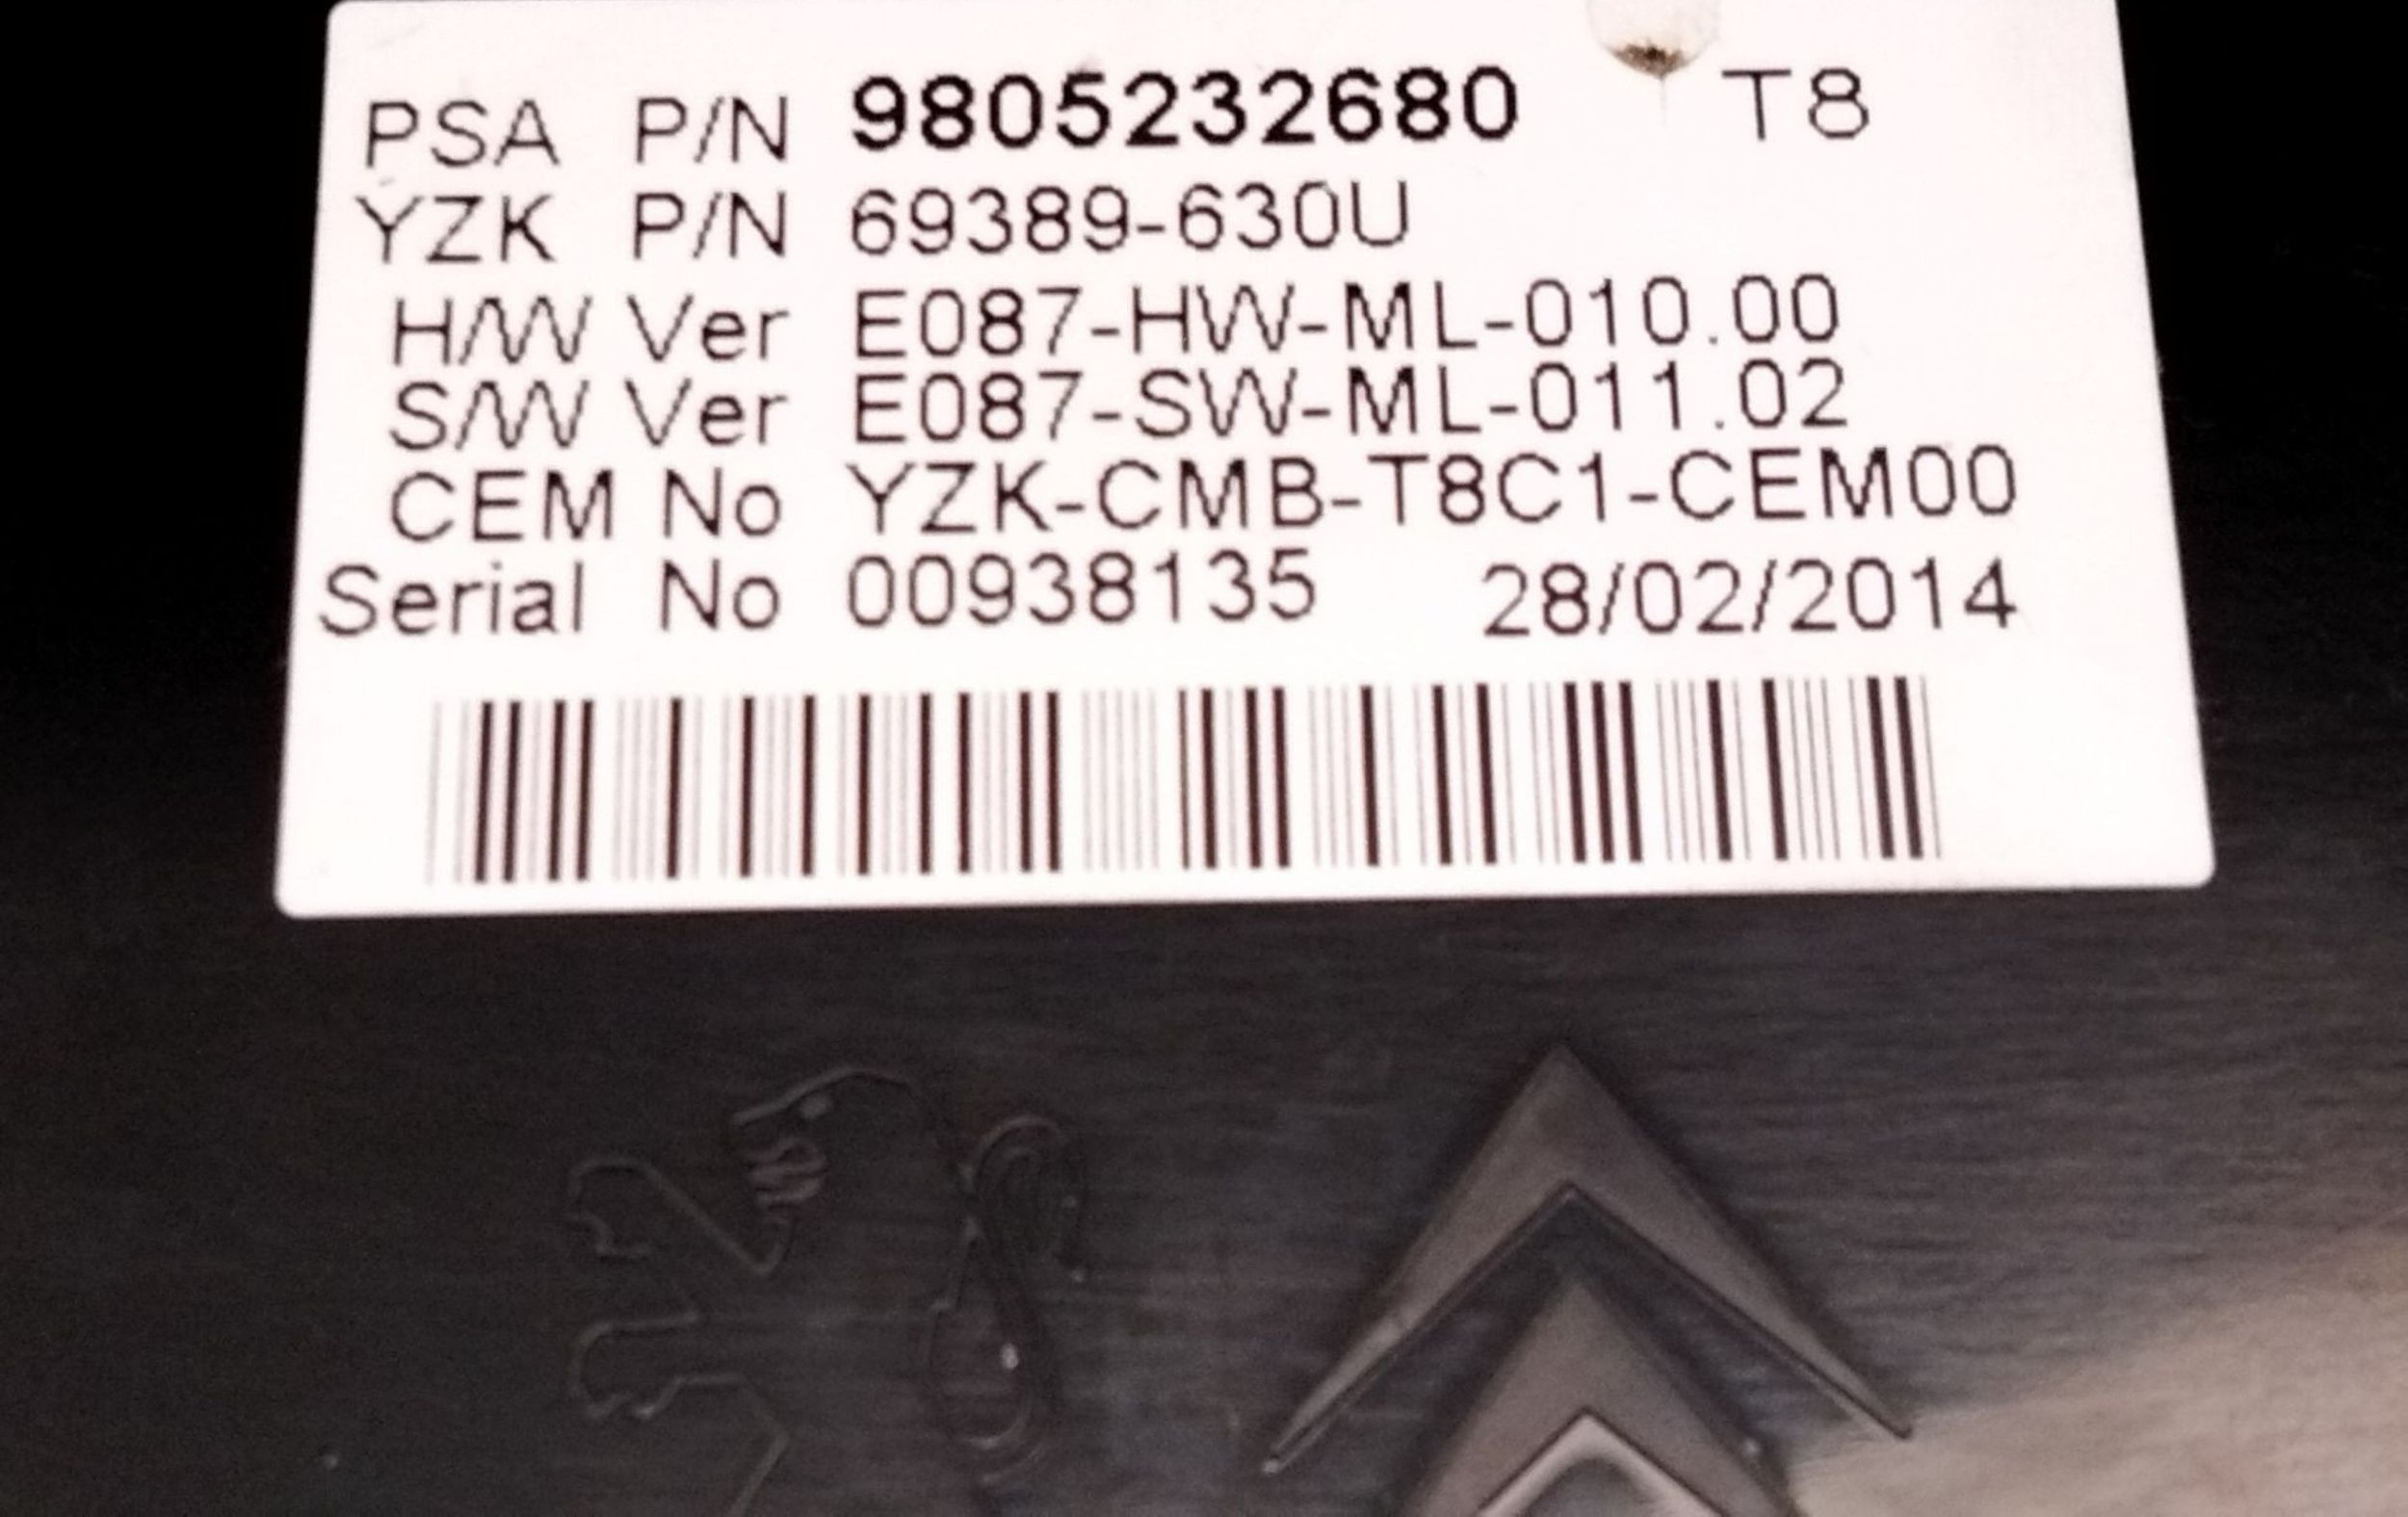 PSA P/N 9805232680 T8
YZK P/N 69389-630U
H/W Ver E087-HW-ML-010.00
S/W Ver E087-SW-ML-011.02
CEM No YZK-CMB-T8C1-CEM00
Serial No 00938135 28/02/2014